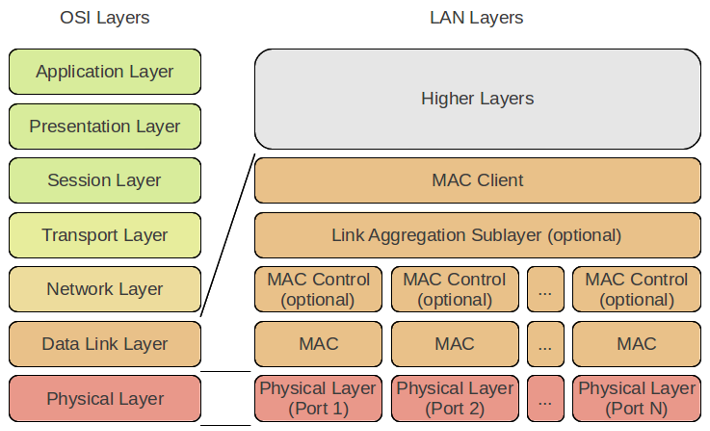 OSI Layers
LAN Layers
Application Layer
Presentation Layer
Session Layer
Transport Layer
Network Layer
Data Link Layer
Physical Layer
Higher Layers
MAC Client
Link Aggregation Sublayer (optional)
MAC Control
(optional)
MAC Control
(optional)
...
MAC Control
(optional)
MAC
MAC
...
MAC
Physical Layer
(Port 1)
Physical Layer
(Port 2)
...
Physical Layer
(Port N)